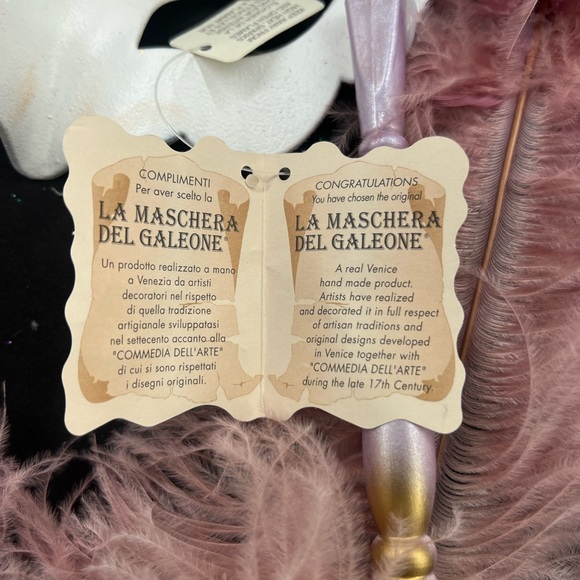 COMPLIMENTI
Per aver scelto la
LA MASCHERA
DEL GALEONE®
Un prodotto realizzato a mano
a Venezia da artisti
decoratori nel rispetto
di quella tradizione
artigianale sviluppatasi
nel settecento accanto alla
"COMMEDIA DELL'ARTE"
di cui si sono rispettati
i disegni originali.
CONGRATULATIONS
You have chosen the original
LA MASCHERA
DEL GALEONE®
A real Venice
hand made product.
Artists have realized
and decorated it in full respect
of artisan traditions and
original designs developed
in Venice together with
"COMMEDIA DELL'ARTE"
during the late 17th Century.